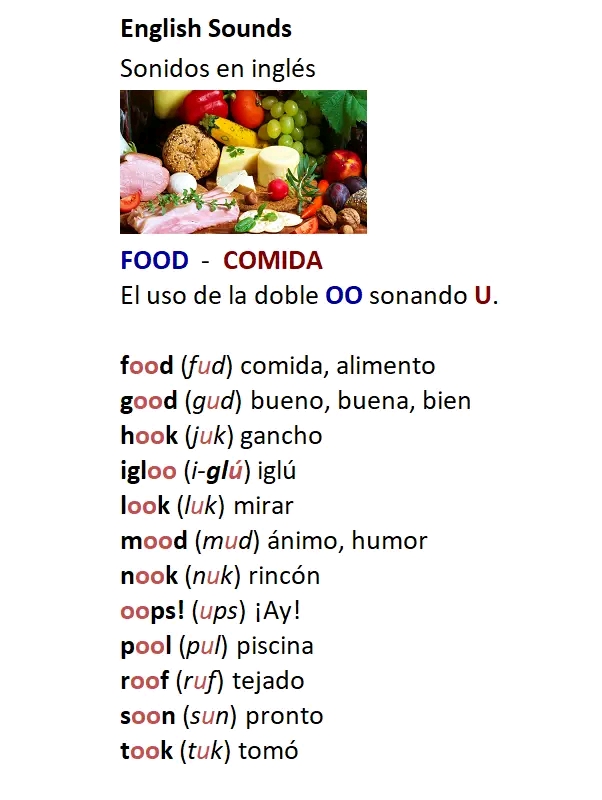 English Sounds
Sonidos en inglés
FOOD - COMIDA
El uso de la doble OO sonando U.
food (fud) comida, alimento
good (gud) bueno, buena, bien
hook (juk) gancho
igloo (i-glú) iglú
look (luk) mirar
mood (mud) ánimo, humor
nook (nuk) rincón
oops! (ups) ¡Ay!
pool (pul) piscina
roof (ruf) tejado
soon (sun) pronto
took (tuk) tomó